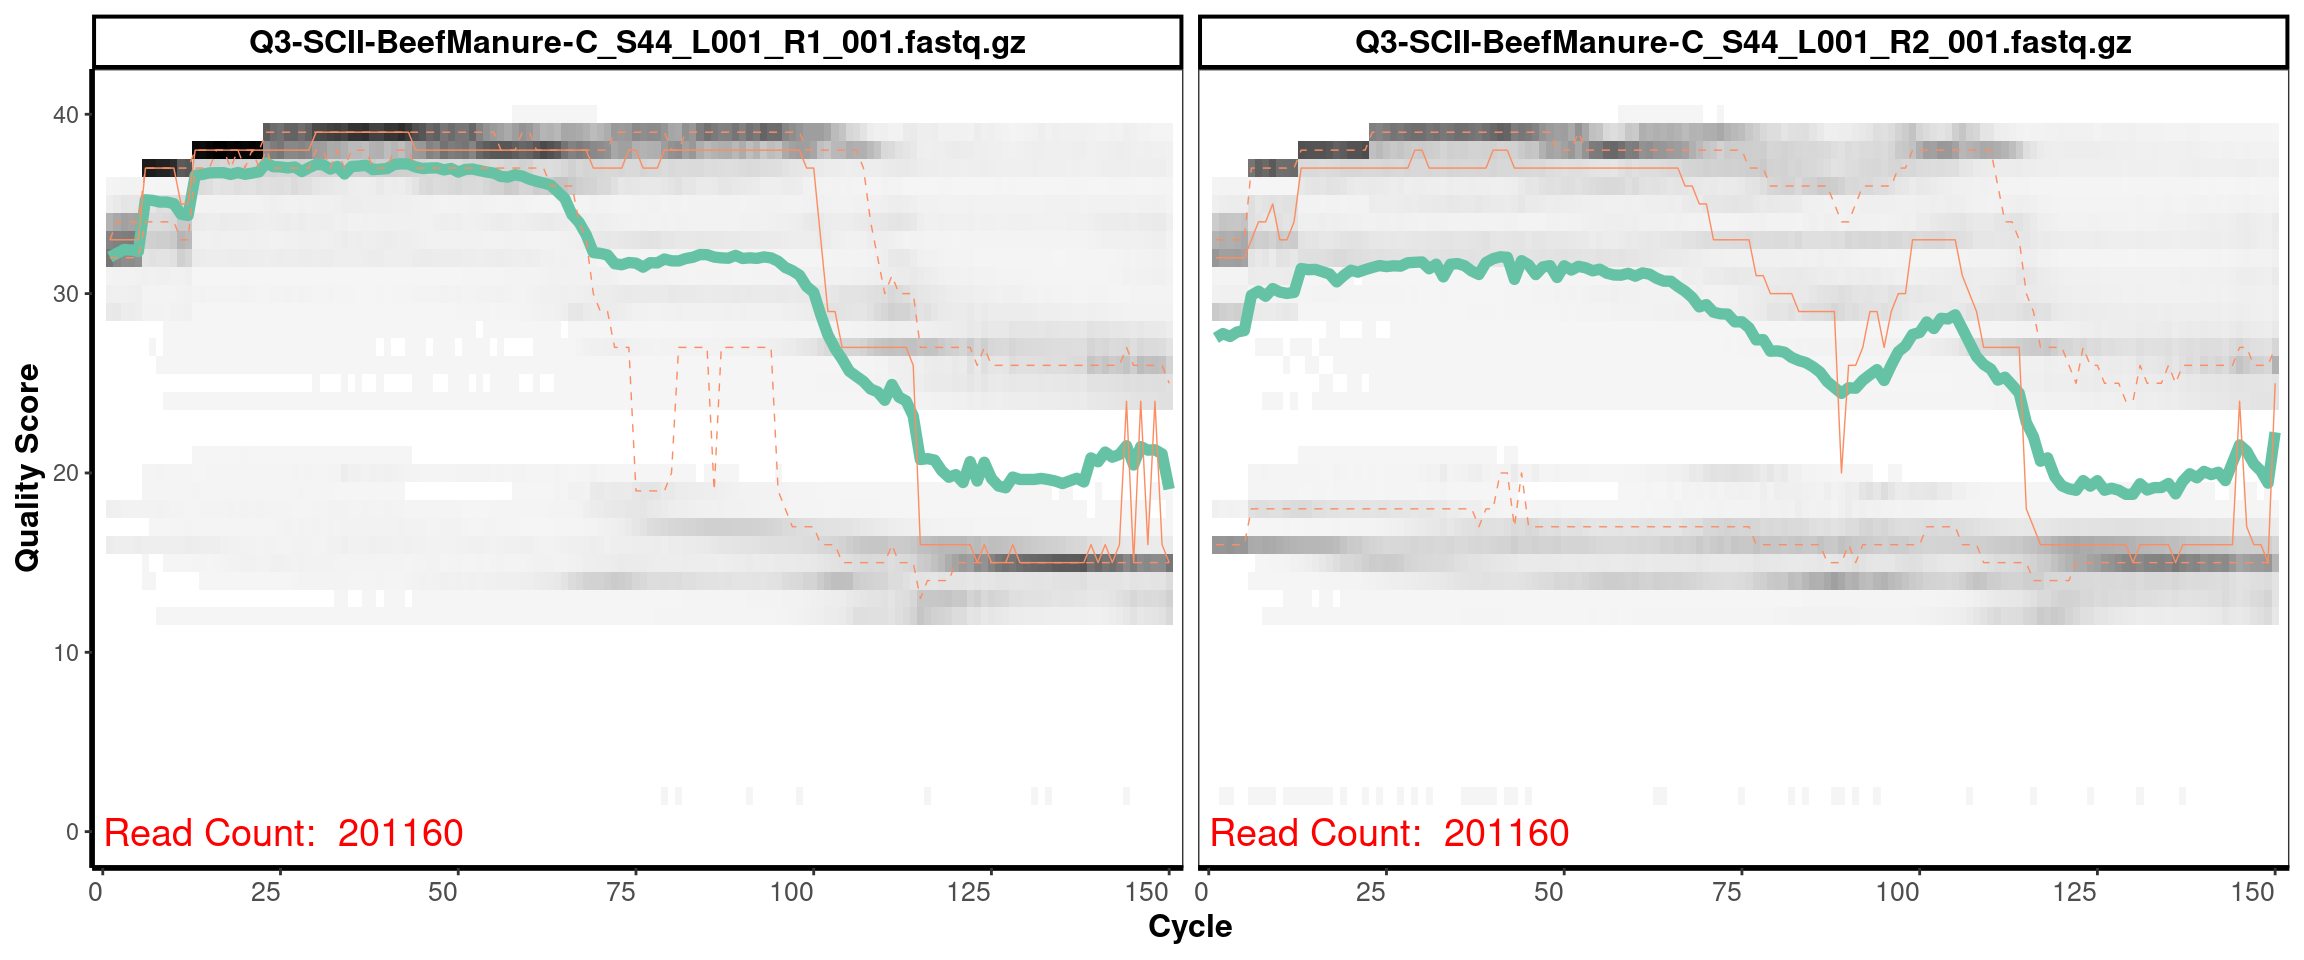 Q3-SCII-BeefManure-C_S44_L001_R1_001.fastq.gz
Q3-SCII-BeefManure-C_S44_L001_R2_001.fastq.gz
Quality Score
40
30
20
10
0
Read Count:  201160
Read Count:  201160
0 25 50 75 100 125 150
0 25 50 75 100 125 150
Cycle